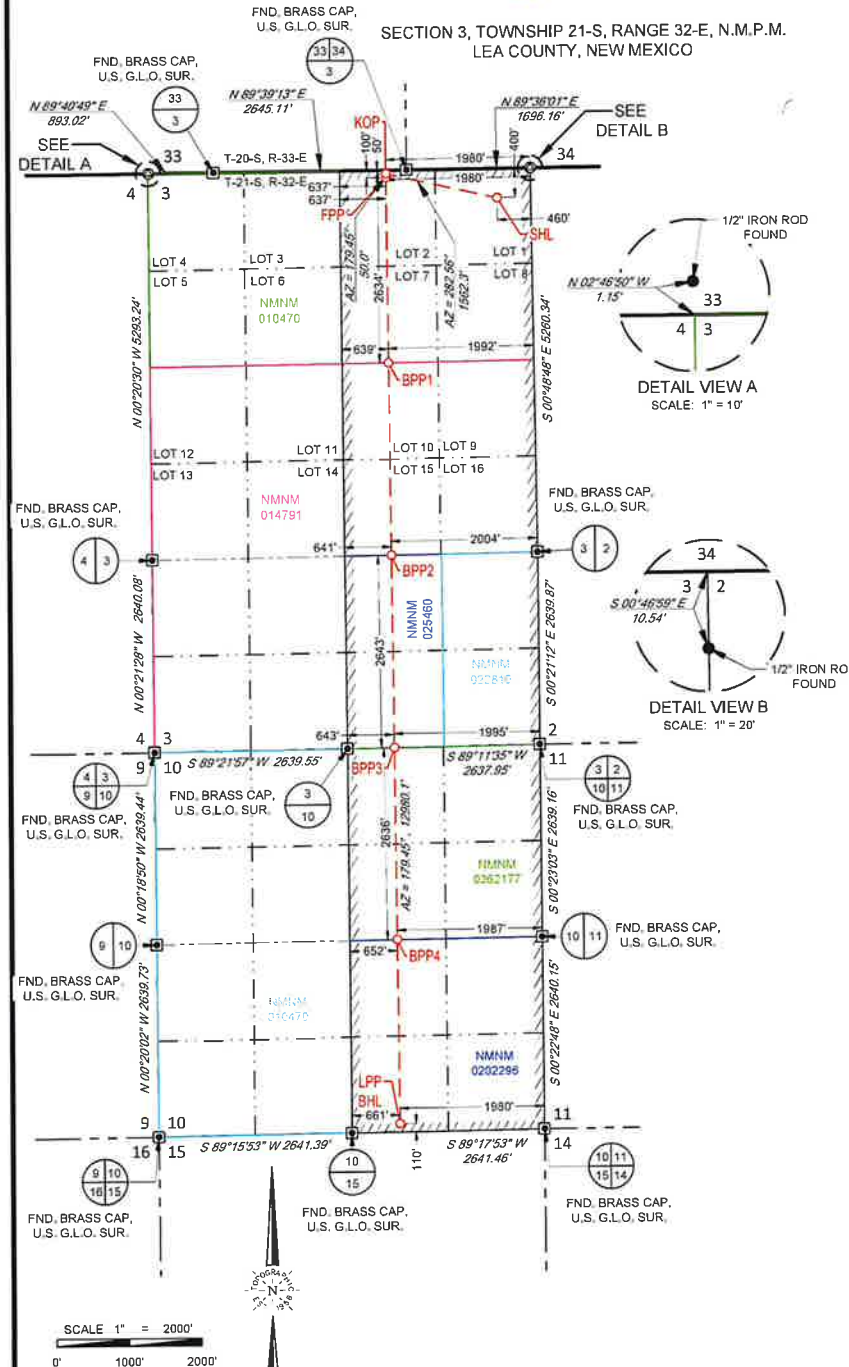 SECTION 3, TOWNSHIP 21-S, RANGE 32-E, N.M.P.M.
LEA COUNTY, NEW MEXICO
FND. BRASS CAP,
U.S. G.L.O. SUR.
33 34
3
FND. BRASS CAP,
U.S. G.L.O. SUR.
33
3
N 89°40'49" E
893.02'
N 89°39'13" E
2645.11'
N 89°36'01" E
1696.16'
SEE
DETAIL A
SEE
DETAIL B
KOP
100'
50'
1980'
1980'
400'
33
34
4 3
T-20-S, R-33-E
T-21-S, R-32-E
637'
637'
FPP
SHL
460'
AZ = 179.45°
50.0'
2634'
AZ = 282.56°
1562.3'
LOT 4
LOT 3
LOT 2
LOT 1
LOT 5
LOT 6
LOT 7
LOT 8
NMNM
010470
N 00°20'30" W 5293.24'
S 00°48'48" E 5260.34'
639'
1992'
BPP1
1/2" IRON ROD
FOUND
N 02°46'50" W
1.15'
33
4 3
DETAIL VIEW A
SCALE: 1" = 10'
LOT 12
LOT 11
LOT 10
LOT 9
LOT 13
LOT 14
LOT 15
LOT 16
NMNM
014791
FND. BRASS CAP,
U.S. G.L.O. SUR.
4 3
FND. BRASS CAP,
U.S. G.L.O. SUR.
3 2
641'
2004'
BPP2
N 00°21'28" W 2640.08'
2643'
NMNM
025460
NMNM
S 00°21'12" E 2639.87'
34
3 2
S 00°46'59" E
10.54'
1/2" IRON RO
FOUND
DETAIL VIEW B
SCALE: 1" = 20'
643'
1995'
4 3
9 10
2
11
S 89°21'57" W 2639.55'
BPP3
S 89°11'35" W
2637.95'
4 3
9 10
FND. BRASS CAP,
U.S. G.L.O. SUR.
FND. BRASS CAP,
U.S. G.L.O. SUR.
3
10
3 2
10 11
FND. BRASS CAP,
U.S. G.L.O. SUR.
N 00°18'50" W 2639.44'
2636'
AZ = 179.45°, 12980.1'
NMNM
0362177
S 00°23'03" E 2639.16'
9 10
FND. BRASS CAP,
U.S. G.L.O. SUR.
652'
1987'
BPP4
10 11
FND. BRASS CAP,
U.S. G.L.O. SUR.
N 00°20'02" W 2639.73'
NMNM
010470
NMNM
0202296
S 00°22'48" E 2640.15'
LPP
BHL
661'
1980'
110'
9 10
16 15
11
14
S 89°15'53" W 2641.39'
S 89°17'53" W
2641.46'
9 10
16 15
FND. BRASS CAP,
U.S. G.L.O. SUR.
10
15
FND. BRASS CAP,
U.S. G.L.O. SUR.
10 11
15 14
FND. BRASS CAP,
U.S. G.L.O. SUR.
N
SCALE 1" = 2000'
0' 1000' 2000'